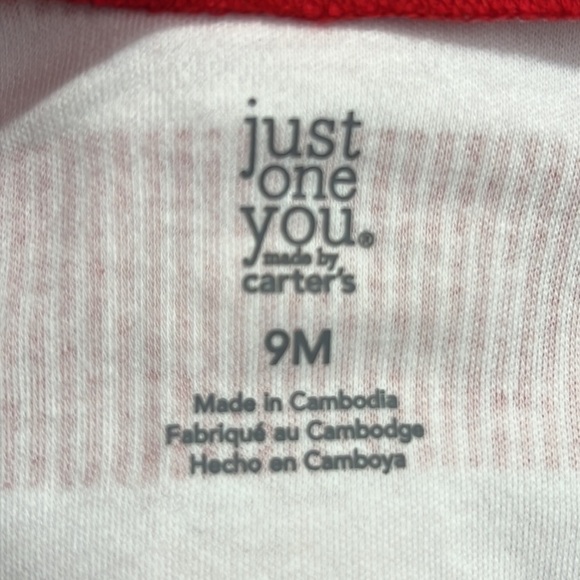 just
one
you®
made by
carter's
9M
Made in Cambodia
Fabriqué au Cambodge
Hecho en Camboya